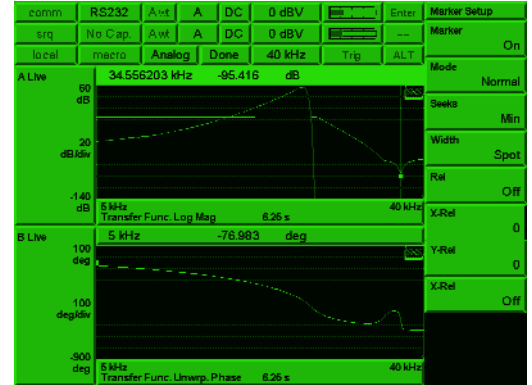 comm RS232 Awt A DC 0 dBV Enter Marker Setup
srq No Cap. Awt A DC 0 dBV --
local macro Analog Done 40 kHz Trig ALT
Marker
On
Mode
Normal
Seeks
Min
Width
Spot
Rel
Off
X-Rel
0
Y-Rel
0
X-Rel
Off
A Live 34.556203 kHz -95.416 dB
60
dB
20
dB/div
-140
dB
5 kHz 40 kHz
Transfer Func. Log Mag 6.25 s
B Live 5 kHz -76.983 deg
100
deg
100
deg/div
-900
deg
5 kHz 40 kHz
Transfer Func. Unwrp. Phase 6.25 s